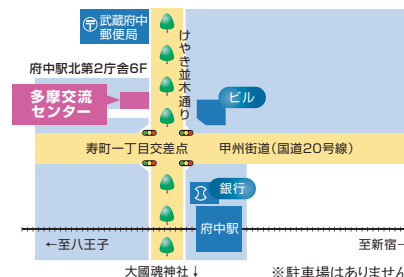 武蔵府中
郵便局
けやき並木通り
府中駅北第2庁舎6F
多摩交流
センター
ビル
寿町一丁目交差点
甲州街道(国道20号線)
銀行
府中駅
←至八王子
至新宿→
大國魂神社↓
※駐車場はありません